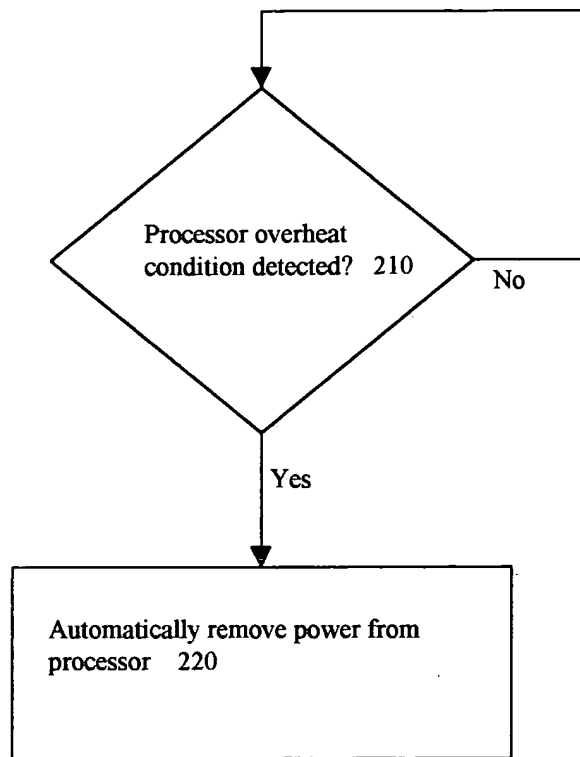 Processor overheat
condition detected? 210
No
Yes
Automatically remove power from
processor 220